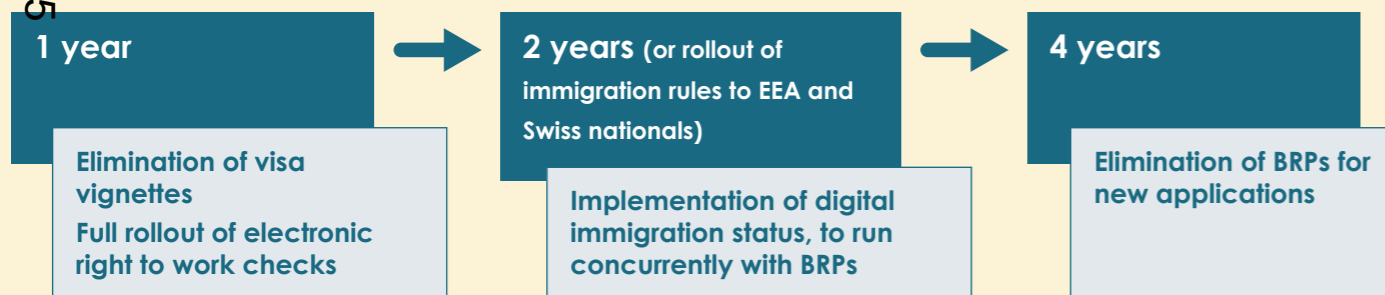 5
1 year
Elimination of visa
vignettes
Full rollout of electronic
right to work checks
2 years (or rollout of
immigration rules to EEA and
Swiss nationals)
Implementation of digital
immigration status, to run
concurrently with BRPs
4 years
Elimination of BRPs for
new applications